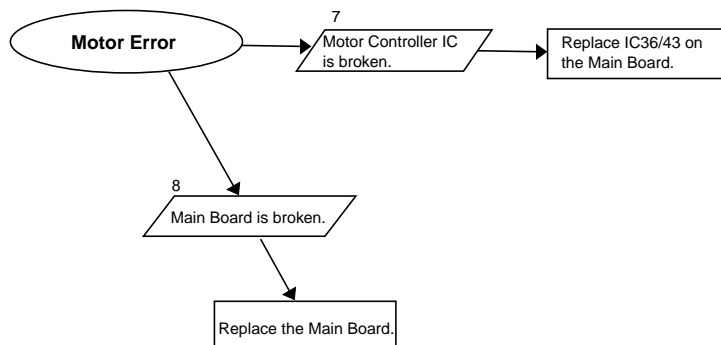 7
Motor Error
Motor Controller IC
is broken.
Replace IC36/43 on
the Main Board.
8
Main Board is broken.
Replace the Main Board.